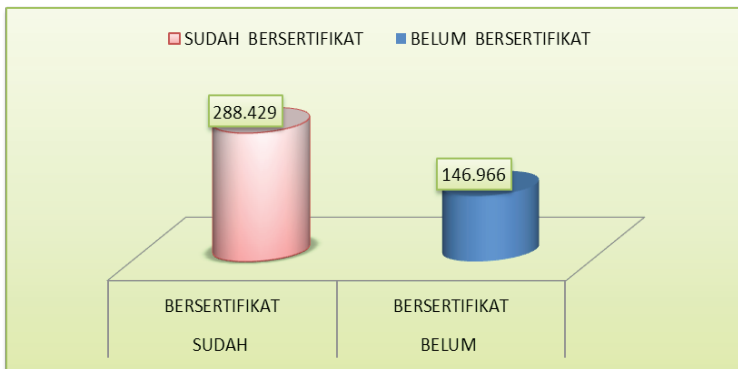 SUDAH BERSERTIFIKAT BELUM BERSERTIFIKAT
288.429
146.966
BERSERTIFIKAT BERSERTIFIKAT
SUDAH BELUM